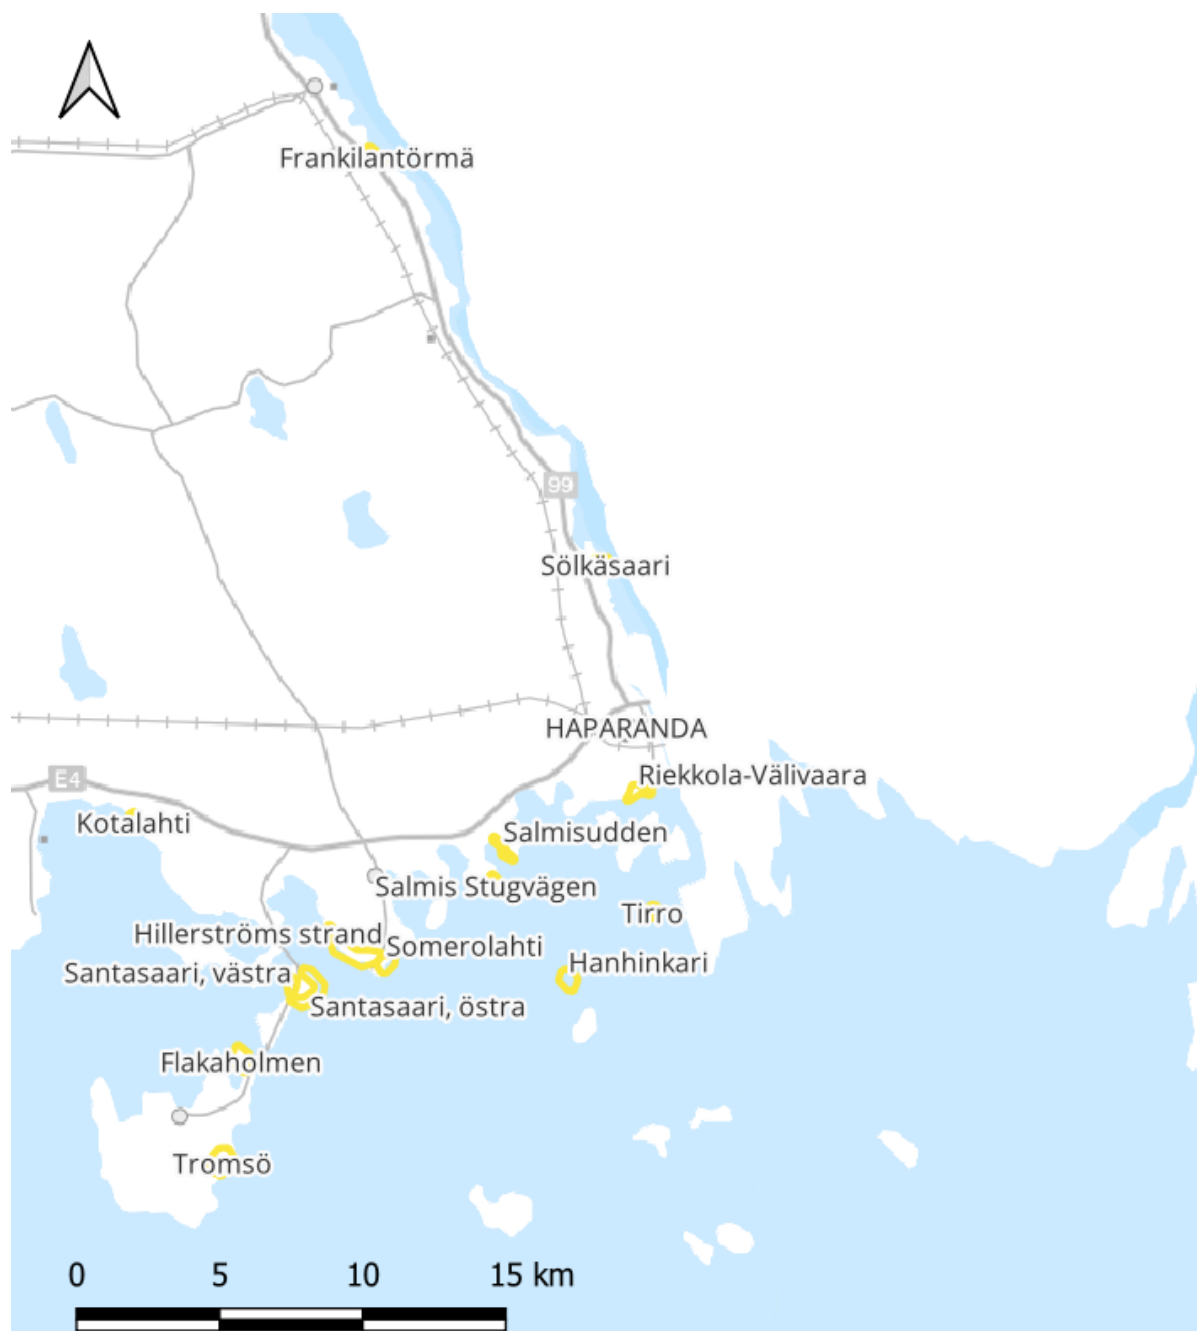 Frankilantörmä
99
Sölkäsaari
HAPARANDA
E4
Riekkola-Välivaara
Kotalahti
Salmisudden
Salmis Stugvägen
Tirro
Hillerströms strand
Somerolahti
Santasaari, västra
Hanhinkari
Santasaari, östra
Flakaholmen
Tromsö
0 5 10 15 km